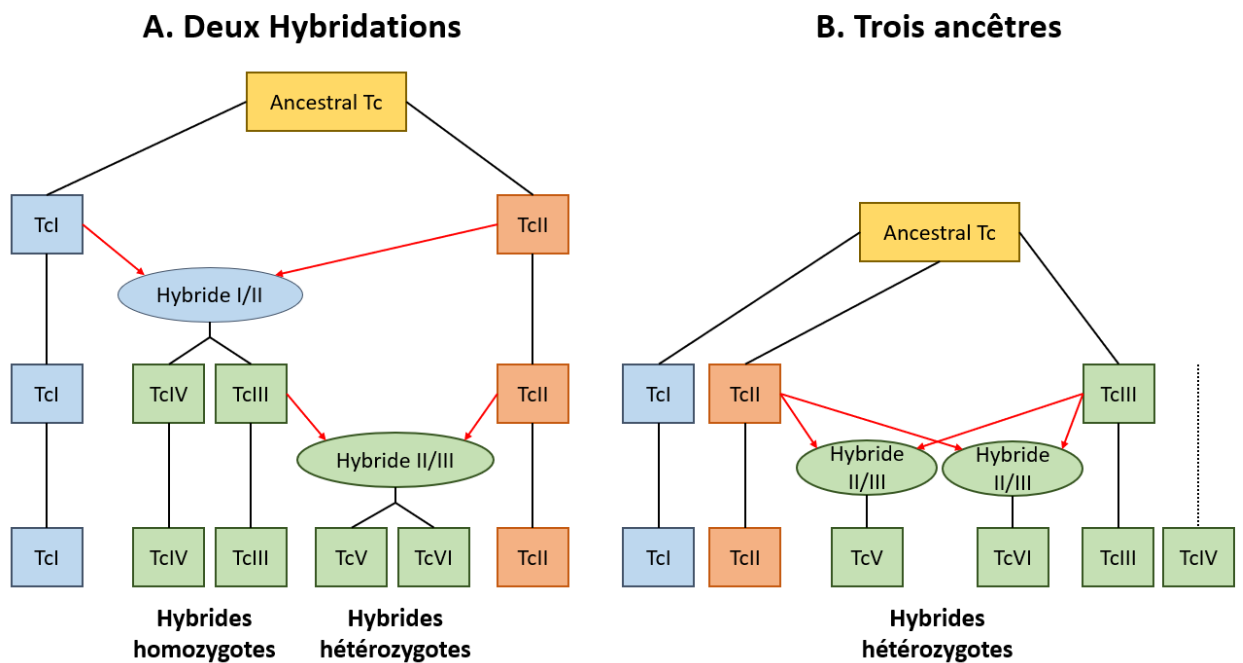 A. Deux Hybridations
Ancestral Tc
TcI
TcII
Hybride I/II
TcI
TcIV
TcIII
TcII
Hybride II/III
TcI
TcIV
TcIII
TcV
TcVI
TcII
Hybrides
homozygotes
Hybrides
hétérozygotes
B. Trois ancêtres
Ancestral Tc
TcI
TcII
TcIII
Hybride
II/III
Hybride
II/III
TcI
TcII
TcV
TcVI
TcIII
TcIV
Hybrides
hétérozygotes